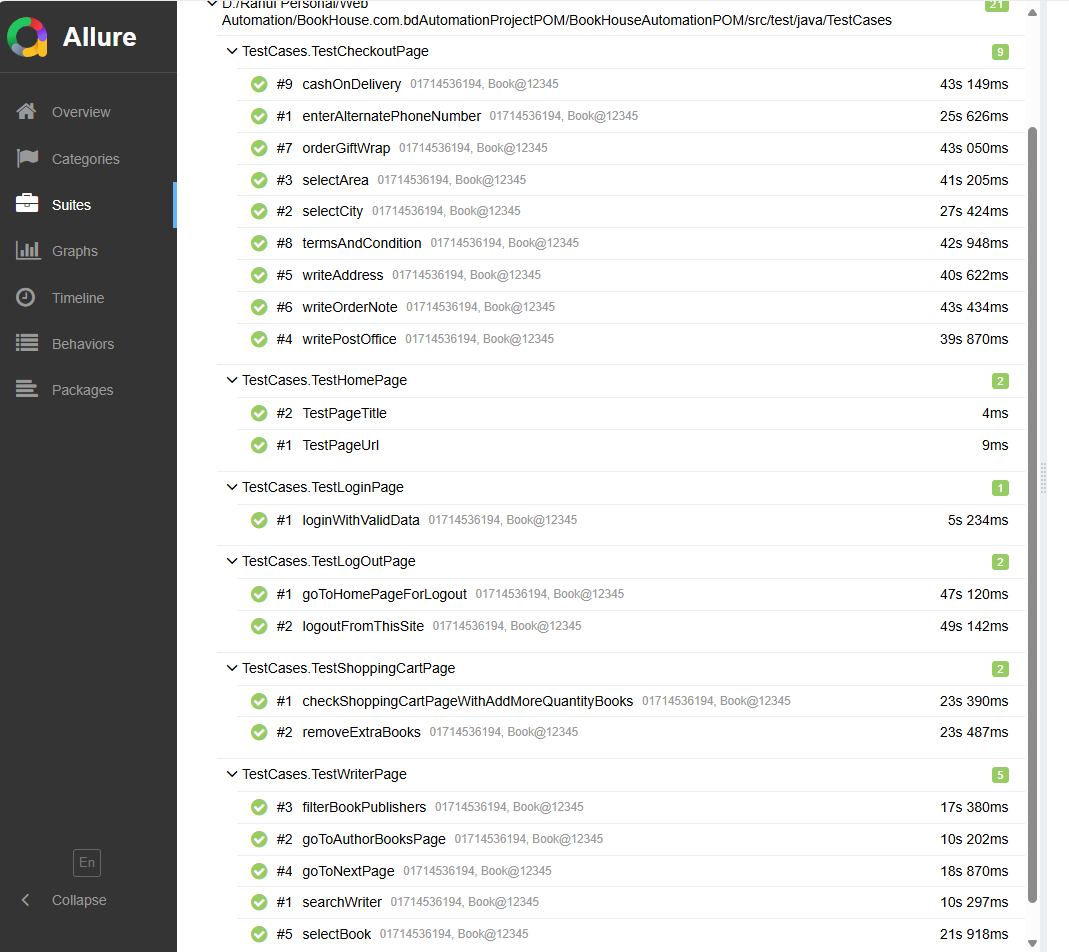 Allure
Overview
Categories
Suites
Graphs
Timeline
Behaviors
Packages
En
Collapse
D:/Rahul Personal/Web 21
Automation/BookHouse.com.bdAutomationProjectPOM/BookHouseAutomationPOM/src/test/java/TestCases
TestCases.TestCheckoutPage 9
#9 cashOnDelivery 01714536194, Book@12345 43s 149ms
#1 enterAlternatePhoneNumber 01714536194, Book@12345 25s 626ms
#7 orderGiftWrap 01714536194, Book@12345 43s 050ms
#3 selectArea 01714536194, Book@12345 41s 205ms
#2 selectCity 01714536194, Book@12345 27s 424ms
#8 termsAndCondition 01714536194, Book@12345 42s 948ms
#5 writeAddress 01714536194, Book@12345 40s 622ms
#6 writeOrderNote 01714536194, Book@12345 43s 434ms
#4 writePostOffice 01714536194, Book@12345 39s 870ms
TestCases.TestHomePage 2
#2 TestPageTitle 4ms
#1 TestPageUrl 9ms
TestCases.TestLoginPage 1
#1 loginWithValidData 01714536194, Book@12345 5s 234ms
TestCases.TestLogOutPage 2
#1 goToHomePageForLogout 01714536194, Book@12345 47s 120ms
#2 logoutFromThisSite 01714536194, Book@12345 49s 142ms
TestCases.TestShoppingCartPage 2
#1 checkShoppingCartPageWithAddMoreQuantityBooks 01714536194, Book@12345 23s 390ms
#2 removeExtraBooks 01714536194, Book@12345 23s 487ms
TestCases.TestWriterPage 5
#3 filterBookPublishers 01714536194, Book@12345 17s 380ms
#2 goToAuthorBooksPage 01714536194, Book@12345 10s 202ms
#4 goToNextPage 01714536194, Book@12345 18s 870ms
#1 searchWriter 01714536194, Book@12345 10s 297ms
#5 selectBook 01714536194, Book@12345 21s 918ms